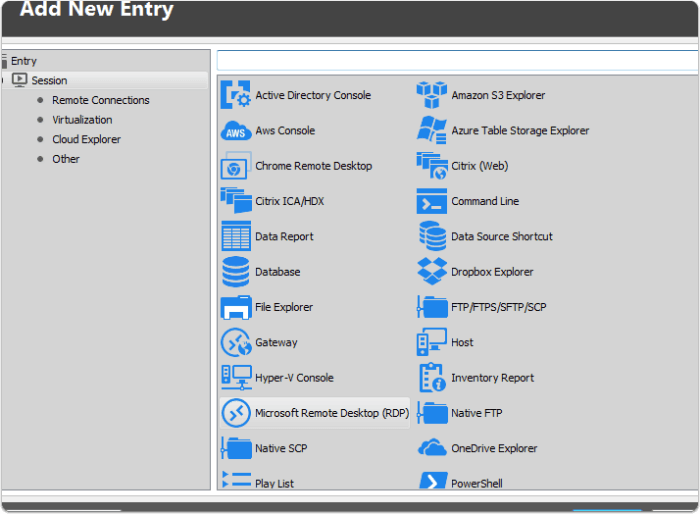 Add New Entry
Entry
Session
Remote Connections
Virtualization
Cloud Explorer
Other
Active Directory Console
Amazon S3 Explorer
AWS
Aws Console
Azure Table Storage Explorer
Chrome Remote Desktop
Citrix (Web)
Citrix ICA/HDX
Command Line
Data Report
Data Source Shortcut
Database
Dropbox Explorer
File Explorer
FTP/FTPS/SFTP/SCP
Gateway
Host
Hyper-V Console
Inventory Report
Microsoft Remote Desktop (RDP)
Native FTP
Native SCP
OneDrive Explorer
Play List
PowerShell